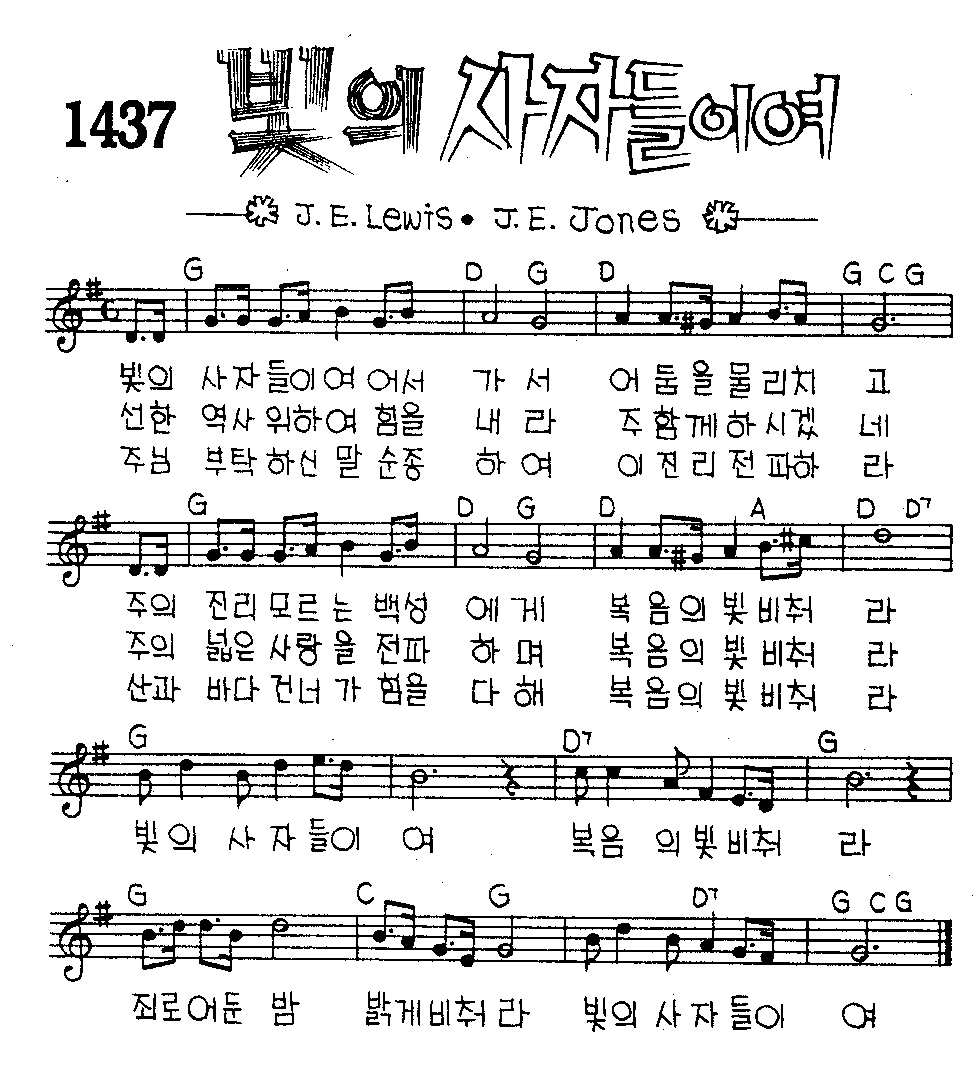 1437 빛의 사자들이여
J.E. Lewis • J.E. Jones
G D G D G C G
빛의 사자들이여 어서 가서 어둠을 물리치고
선한 역사 위하여 힘을 내라 주 함께하시겠네
주님 부탁하신 말 순종하여 이 진리 전파하라
G D G D A D D7
주의 진리 모르는 백성에게 복음의 빛 비춰라
주의 넓은 사랑을 전파하며 복음의 빛 비춰라
산과 바다 건너가 힘을 다해 복음의 빛 비춰라
G D7 G
빛의 사자들이여 복음의 빛 비춰라
G C G D7 G C G
죄로 어둔 밤 밝게 비춰라 빛의 사자들이여